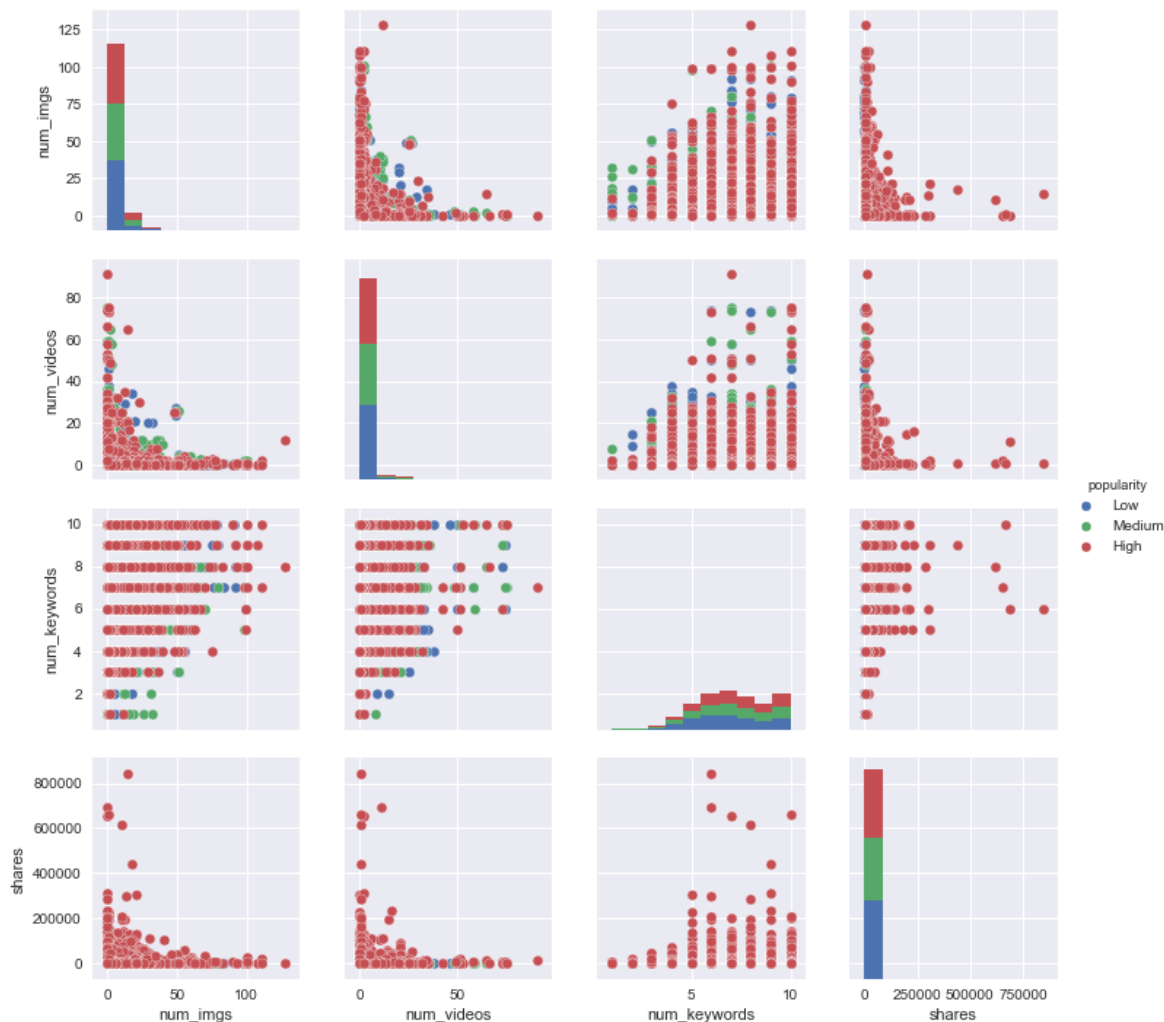 num_imgs
125
100
75
50
25
0
num_videos
80
60
40
20
0
popularity
Low
Medium
High
num_keywords
10
8
6
4
2
shares
800000
600000
400000
200000
0
0 50 100
0 50
5 10
0 250000 500000 750000
num_imgs
num_videos
num_keywords
shares